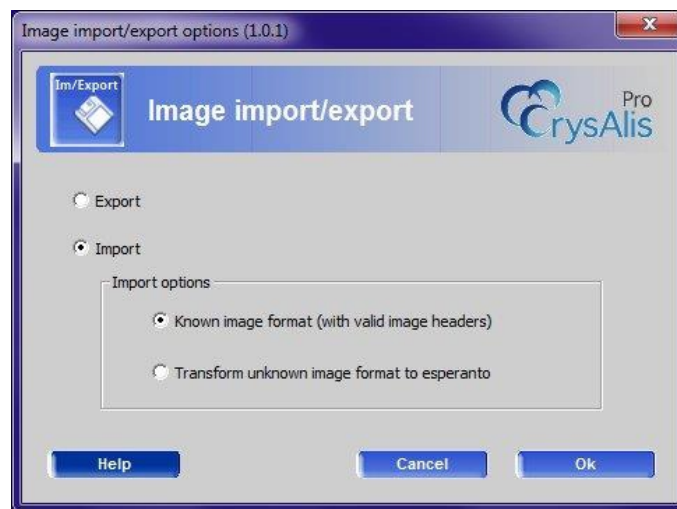 Image import/export options (1.0.1)
Im/Export
Image import/export
CrysAlis Pro
Export
Import
Import options
Known image format (with valid image headers)
Transform unknown image format to esperanto
Help
Cancel
Ok